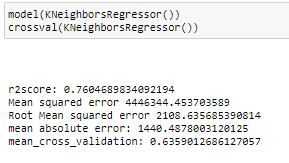 model(KNeighborsRegressor())
crossval(KNeighborsRegressor())
r2score: 0.7604689834092194
Mean squared error 4446344.453703589
Root Mean squared error 2108.635685390814
mean absolute error: 1440.4878003120125
mean_cross_validation: 0.6359012686127057